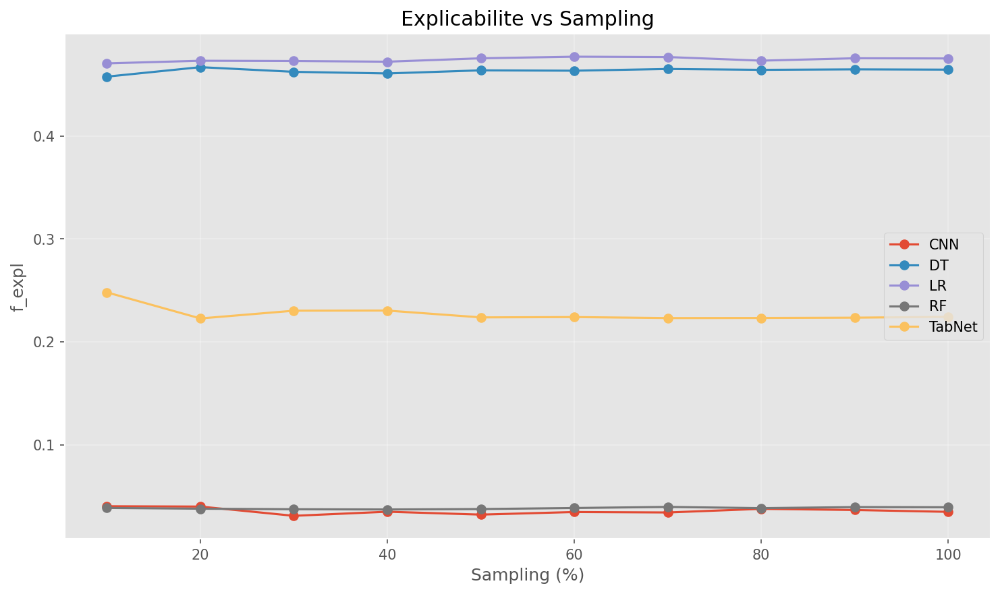 Explicabilite vs Sampling
f_expl
0.4
0.3
0.2
0.1
CNN
DT
LR
RF
TabNet
20 40 60 80 100
Sampling (%)